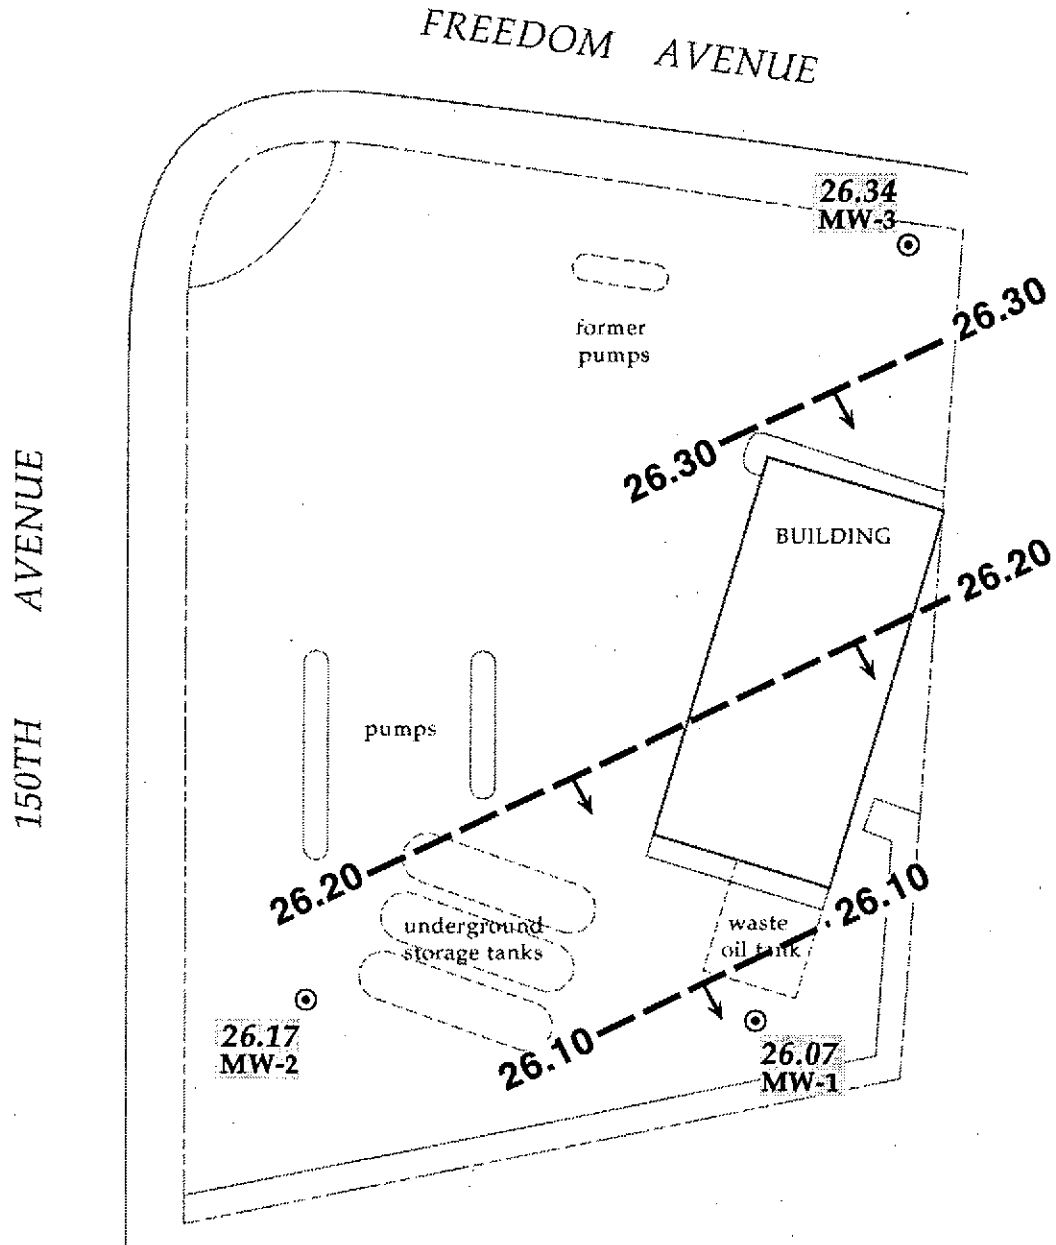 FREEDOM AVENUE
26.34
MW-3
26.30
former
pumps
26.30
BUILDING
150TH AVENUE
26.20
pumps
26.20
26.10
underground
storage tanks
waste
oil tank
26.17
MW-2
26.10
26.07
MW-1